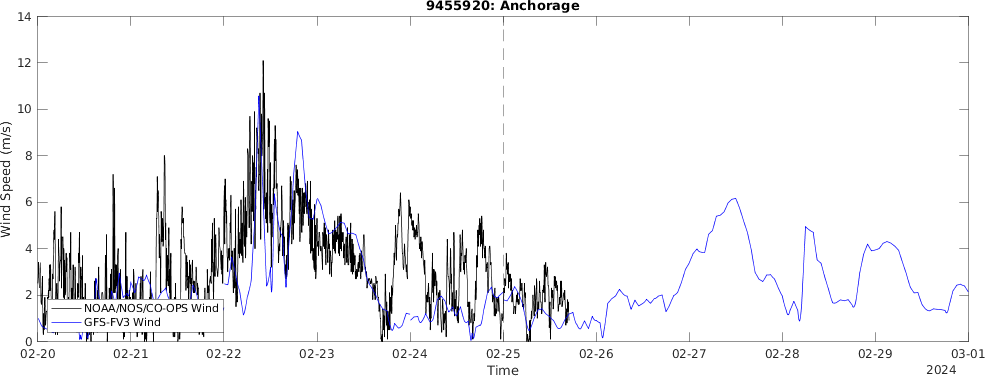 9455920: Anchorage
14
12
10
8
6
4
2
0
Wind Speed (m/s)
NOAA/NOS/CO-OPS Wind
GFS-FV3 Wind
02-20 02-21 02-22 02-23 02-24 02-25 02-26 02-27 02-28 02-29 03-01
Time
2024